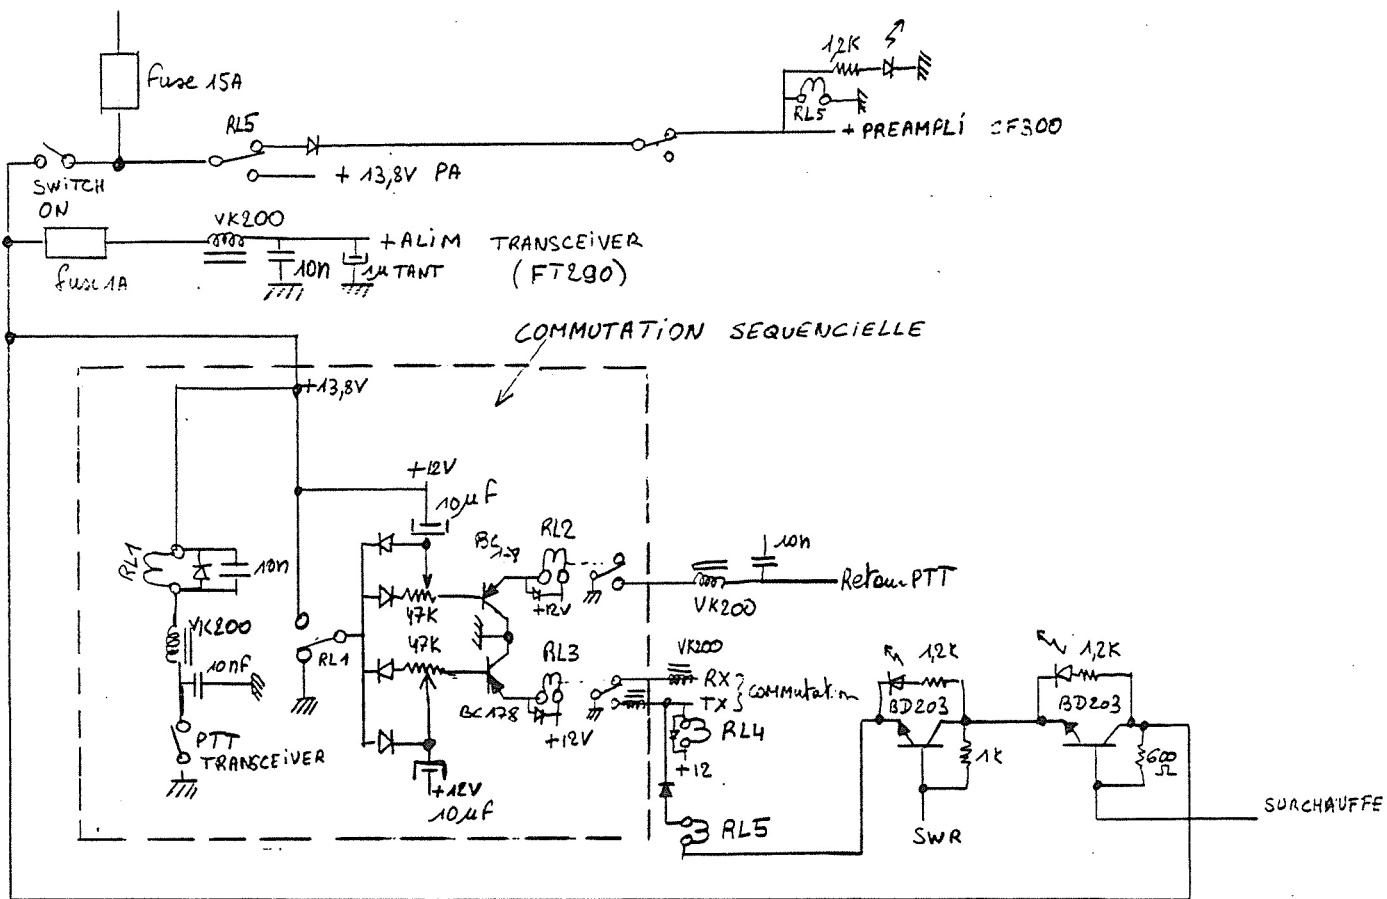 Fuse 15A
1,2K
RL5
RL5
+ PREAMPLI CF300
SWITCH
ON
+ 13,8V PA
VK200
+ALIM TRANSCEIVER
(FT290)
10n
1µ TANT
fuse 1A
COMMUTATION SEQUENCIELLE
+13,8V
+12V
10µF
RL2
10n
RL1
10n
Retour PTT
47K
+12V
VK200
VK200
47K
RL1
RL3
VK200
10nF
RX
TX
commutation
1,2K
1,2K
BD203
BD203
BC178
+12V
RL4
PTT
TRANSCEIVER
+12
1K
600
Ω
+12V
10µF
RL5
SURCHAUFFE
SWR